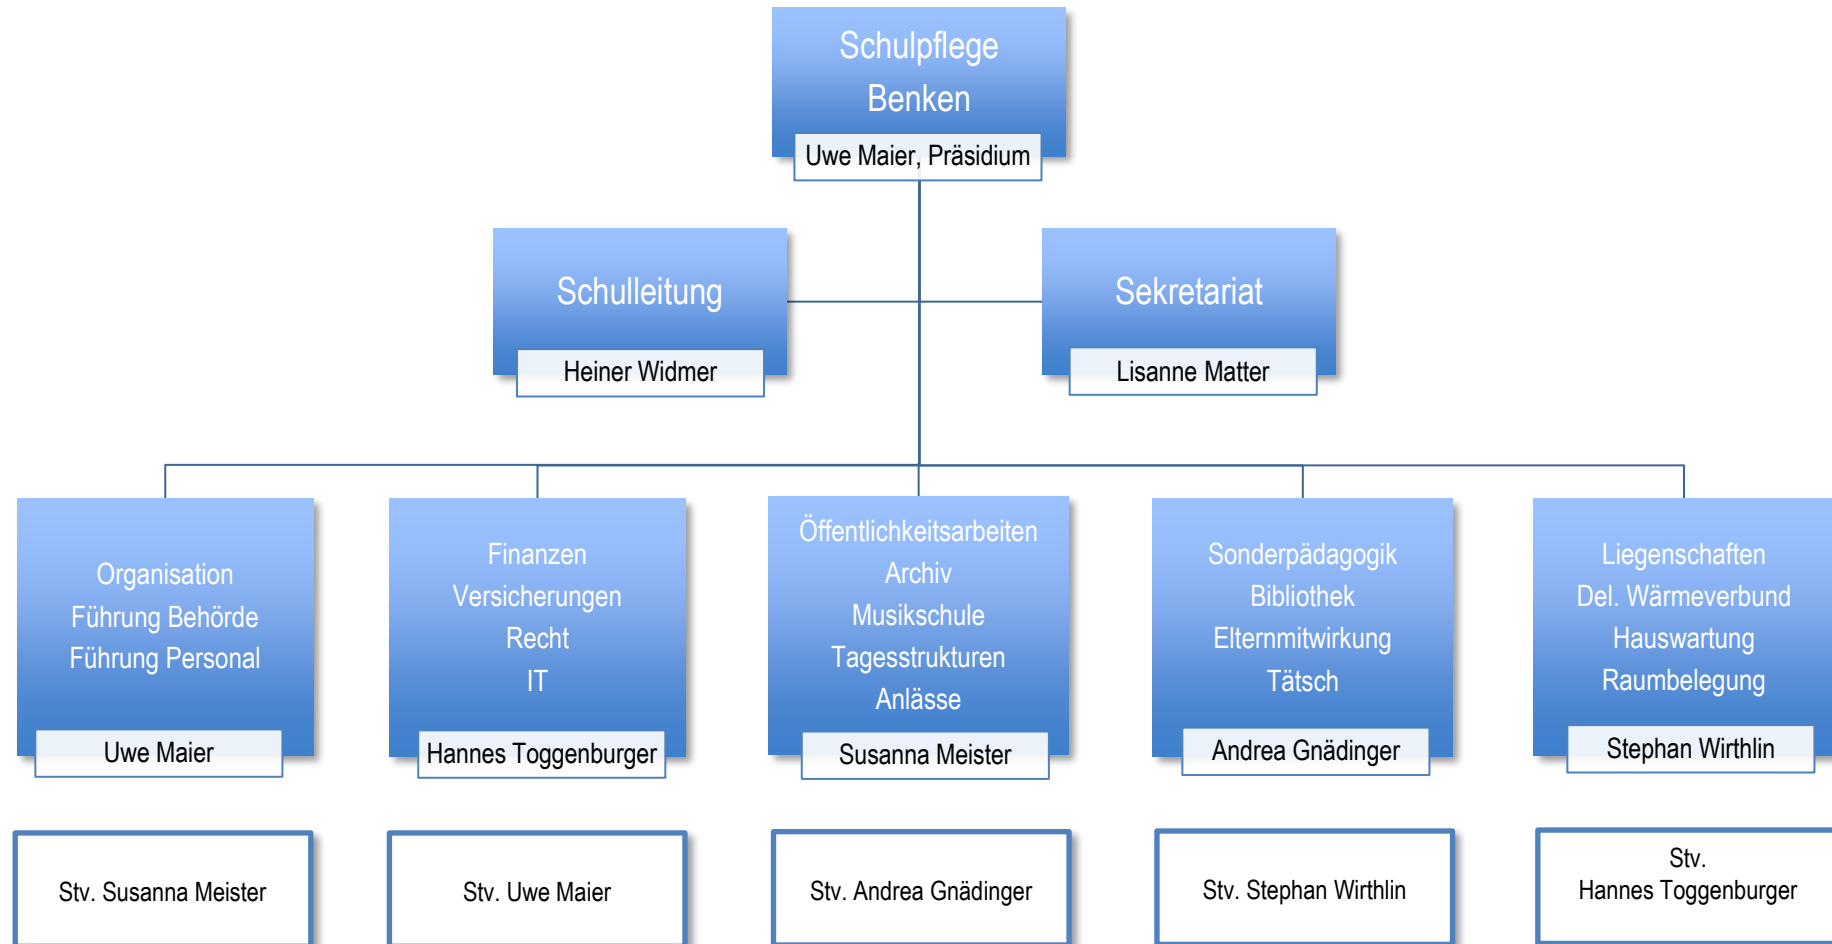 Schulpflege
Benken
Uwe Maier, Präsidium
Schulleitung
Heiner Widmer
Sekretariat
Lisanne Matter
Organisation
Führung Behörde
Führung Personal
Uwe Maier
Finanzen
Versicherungen
Recht
IT
Hannes Toggenburger
Öffentlichkeitsarbeiten
Archiv
Musikschule
Tagesstrukturen
Anlässe
Susanna Meister
Sonderpädagogik
Bibliothek
Elternmitwirkung
Tätsch
Andrea Gnädinger
Liegenschaften
Del. Wärmeverbund
Hauswartung
Raumbelegung
Stephan Wirthlin
Stv. Susanna Meister
Stv. Uwe Maier
Stv. Andrea Gnädinger
Stv. Stephan Wirthlin
Stv.
Hannes Toggenburger